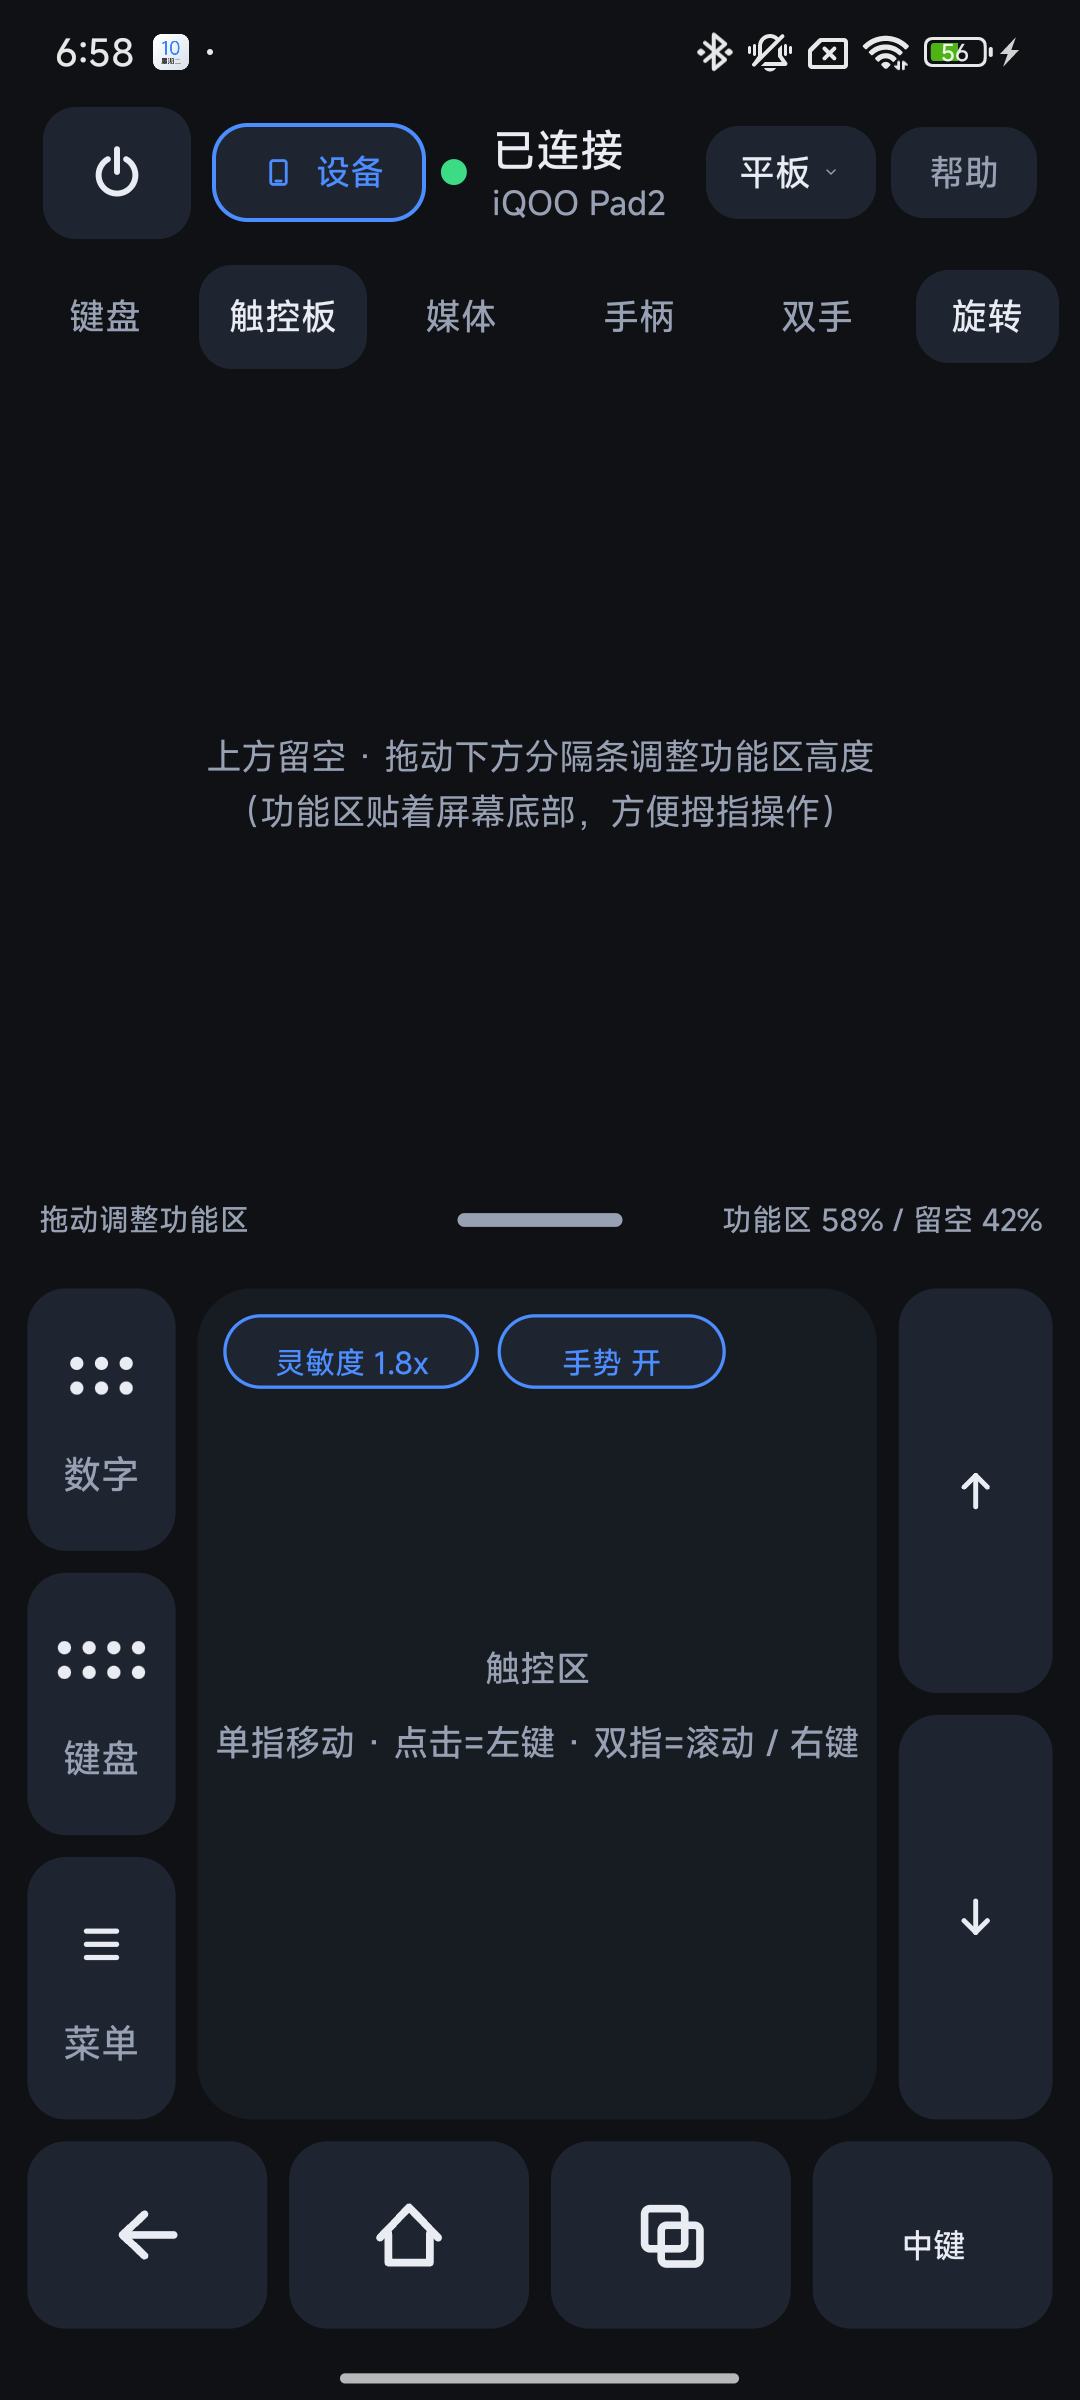 6:58
10
56
设备
已连接
iQOO Pad2
平板
帮助
键盘
触控板
媒体
手柄
双手
旋转
上方留空 · 拖动下方分隔条调整功能区高度
（功能区贴着屏幕底部，方便拇指操作）
拖动调整功能区
功能区 58% / 留空 42%
灵敏度 1.8x
手势 开
数字
键盘
菜单
触控区
单指移动 · 点击=左键 · 双指=滚动 / 右键
中键